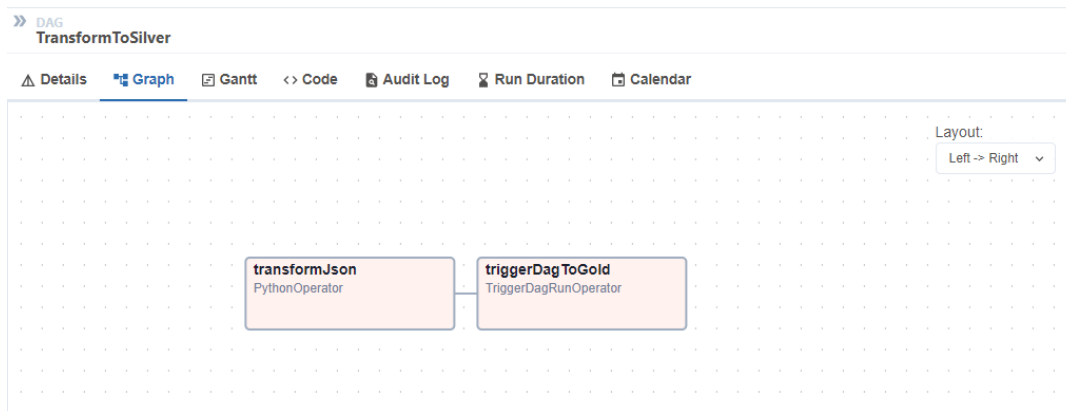 DAG
TransformToSilver
Details
Graph
Gantt
<> Code
Audit Log
Run Duration
Calendar
Layout:
Left -> Right
transformJson
PythonOperator
triggerDagToGold
TriggerDagRunOperator